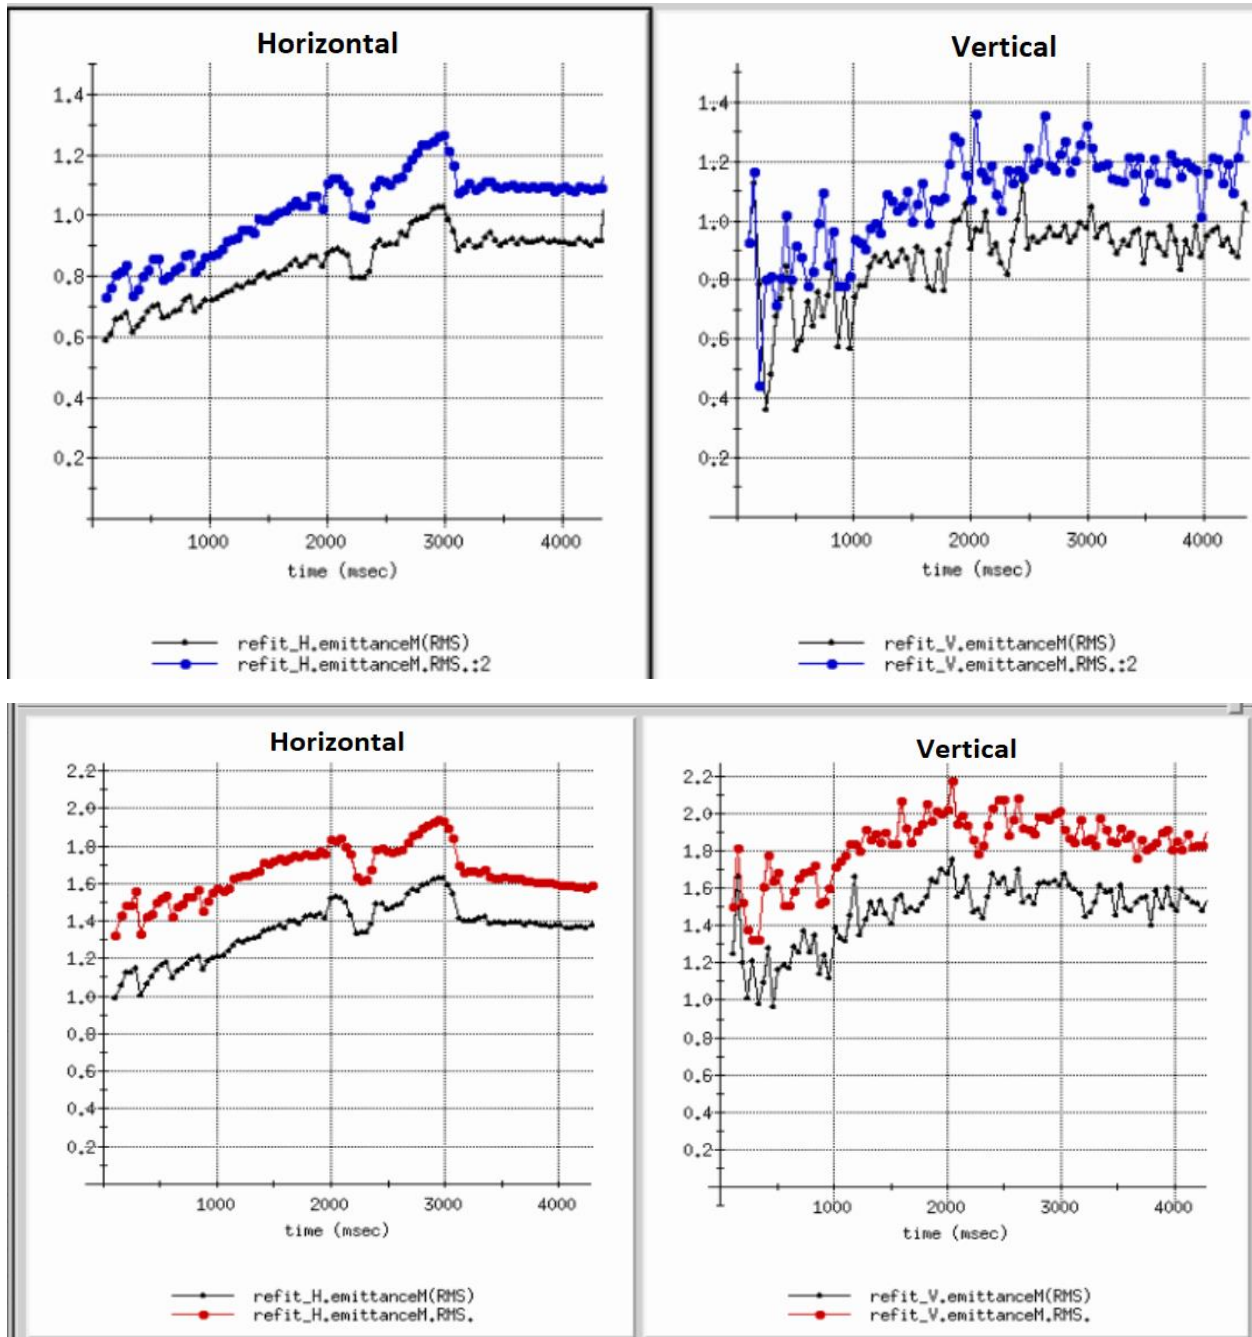 Horizontal
1.4
1.2
1.0
0.8
0.6
0.4
0.2
1000 2000 3000 4000
time (msec)
refit_H.emittanceM(RMS)
refit_H.emittanceM.RMS.:2
Vertical
1.4
1.2
1.0
0.8
0.6
0.4
0.2
1000 2000 3000 4000
time (msec)
refit_V.emittanceM(RMS)
refit_V.emittanceM.RMS.:2
Horizontal
2.2
2.0
1.8
1.6
1.4
1.2
1.0
0.8
0.6
0.4
0.2
1000 2000 3000 4000
time (msec)
refit_H.emittanceM(RMS)
refit_H.emittanceM.RMS.
Vertical
2.2
2.0
1.8
1.6
1.4
1.2
1.0
0.8
0.6
0.4
0.2
1000 2000 3000 4000
time (msec)
refit_V.emittanceM(RMS)
refit_V.emittanceM.RMS.